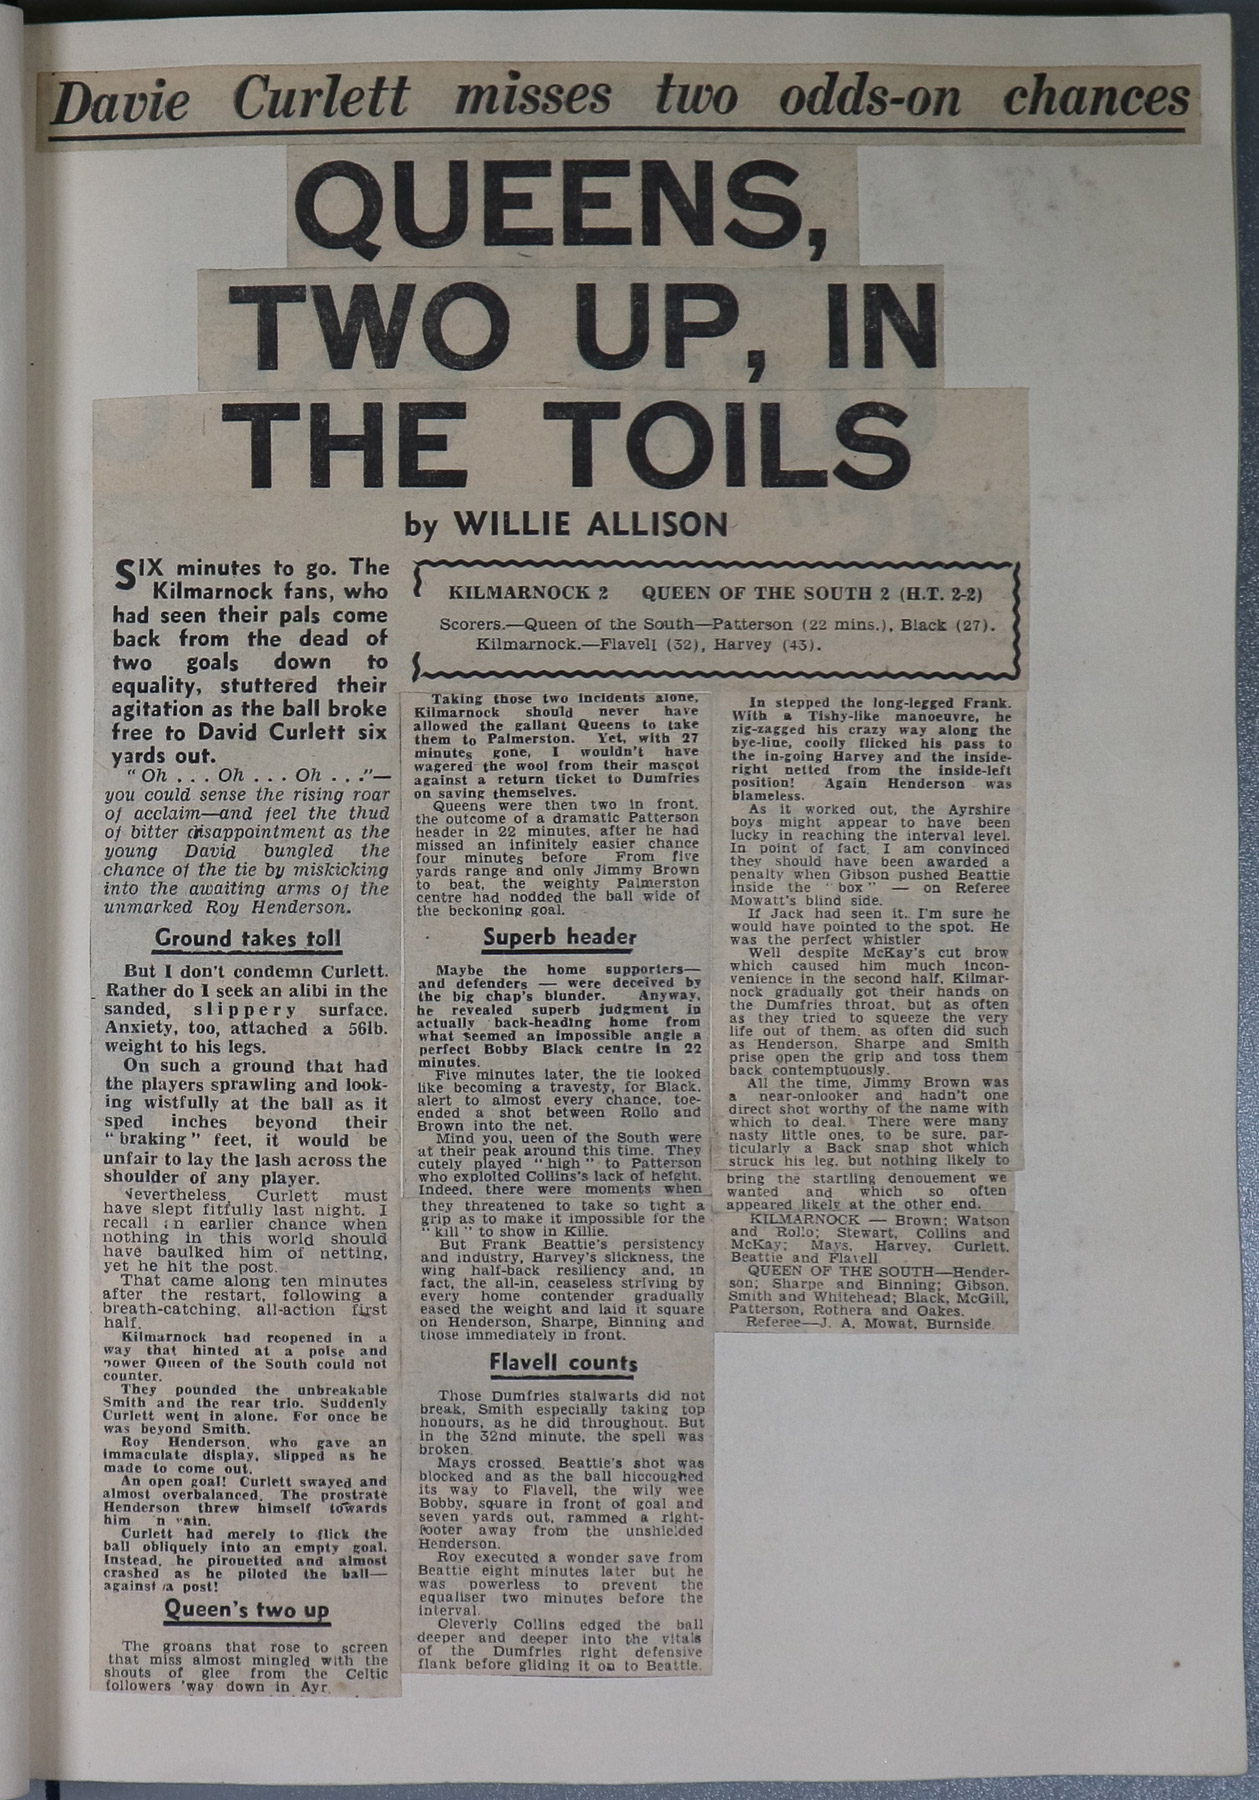 Davie Curlett misses two odds-on chances
QUEENS,
TWO UP, IN
THE TOILS
by WILLIE ALLISON
SIX minutes to go. The
Kilmarnock fans, who
had seen their pals come
back from the dead of
two goals down to
equality, stuttered their
agitation as the ball broke
free to David Curlett six
yards out.
"Oh . . . Oh . . . Oh . . ."—
you could sense the rising roar
of acclaim—and feel the thud
of bitter disappointment as the
young David bungled the
chance of the tie by miskicking
into the awaiting arms of the
unmarked Roy Henderson.
Ground takes toll
But I don't condemn Curlett.
Rather do I seek an alibi in the
sanded, slippery surface.
Anxiety, too, attached a 56lb.
weight to his legs.
On such a ground that had
the players sprawling and look-
ing wistfully at the ball as it
sped inches beyond their
"braking" feet, it would be
unfair to lay the lash across the
shoulder of any player.
Nevertheless Curlett must
have slept fitfully last night. I
recall an earlier chance when
nothing in this world should
have baulked him of netting,
yet he hit the post.
That came along ten minutes
after the restart, following a
breath-catching, all-action first
half.
Kilmarnock had reopened in a
way that hinted at a poise and
power Queen of the South could not
counter.
They pounded the unbreakable
Smith and the rear trio. Suddenly
Curlett went in alone. For once he
was beyond Smith.
Roy Henderson, who gave an
immaculate display, slipped as he
made to come out.
An open goal! Curlett swayed and
almost overbalanced. The prostrate
Henderson threw himself towards
him in vain.
Curlett had merely to flick the
ball obliquely into an empty goal.
Instead, he pirouetted and almost
crashed as he piloted the ball—
against a post!
Queen's two up
The groans that rose to screen
that miss almost mingled with the
shouts of glee from the Celtic
followers 'way down in Ayr.
KILMARNOCK 2 QUEEN OF THE SOUTH 2 (H.T. 2-2)
Scorers.—Queen of the South—Patterson (22 mins.), Black (27).
Kilmarnock.—Flavell (32), Harvey (43).
Taking those two incidents alone,
Kilmarnock should never have
allowed the gallant Queens to take
them to Palmerston. Yet, with 27
minutes gone, I wouldn't have
wagered the wool from their mascot
against a return ticket to Dumfries
on saving themselves.
Queens were then two in front,
the outcome of a dramatic Patterson
header in 22 minutes, after he had
missed an infinitely easier chance
four minutes before From five
yards range and only Jimmy Brown
to beat, the weighty Palmerston
centre had nodded the ball wide of
the beckoning goal.
Superb header
Maybe the home supporters—
and defenders — were deceived by
the big chap's blunder. Anyway,
he revealed superb judgment in
actually back-heading home from
what seemed an impossible angle a
perfect Bobby Black centre in 22
minutes.
Five minutes later, the tie looked
like becoming a travesty, for Black,
alert to almost every chance, toe-
ended a shot between Rollo and
Brown into the net.
Mind you, ueen of the South were
at their peak around this time. They
cutely played "high" to Patterson
who exploited Collins's lack of height.
Indeed, there were moments when
they threatened to take so tight a
grip as to make it impossible for the
"kill" to show in Killie.
But Frank Beattie's persistency
and industry, Harvey's slickness, the
wing half-back resiliency and, in
fact, the all-in, ceaseless striving by
every home contender gradually
eased the weight and laid it square
on Henderson, Sharpe, Binning and
those immediately in front.
Flavell counts
Those Dumfries stalwarts did not
break, Smith especially taking top
honours, as he did throughout. But
in the 32nd minute, the spell was
broken.
Mays crossed, Beattie's shot was
blocked and as the ball hiccoughed
its way to Flavell, the wily wee
Bobby, square in front of goal and
seven yards out, rammed a right-
footer away from the unshielded
Henderson.
Roy executed a wonder save from
Beattie eight minutes later but he
was powerless to prevent the
equaliser two minutes before the
interval.
Cleverly Collins edged the ball
deeper and deeper into the vitals
of the Dumfries right defensive
flank before gliding it on to Beattie.
In stepped the long-legged Frank.
With a Tishy-like manoeuvre, he
zig-zagged his crazy way along the
bye-line, coolly flicked his pass to
the in-going Harvey and the inside-
right netted from the inside-left
position! Again Henderson was
blameless.
As it worked out, the Ayrshire
boys might appear to have been
lucky in reaching the interval level.
In point of fact, I am convinced
they should have been awarded a
penalty when Gibson pushed Beattie
inside the "box" — on Referee
Mowatt's blind side.
If Jack had seen it, I'm sure he
would have pointed to the spot. He
was the perfect whistler
Well despite McKay's cut brow
which caused him much incon-
venience in the second half, Kilmar-
nock gradually got their hands on
the Dumfries throat, but as often
as they tried to squeeze the very
life out of them, as often did such
as Henderson, Sharpe and Smith
prise open the grip and toss them
back contemptuously.
All the time, Jimmy Brown was
a near-onlooker and hadn't one
direct shot worthy of the name with
which to deal. There were many
nasty little ones, to be sure, par-
ticularly a Back snap shot which
struck his leg, but nothing likely to
bring the startling denouement we
wanted and which so often
appeared likely at the other end.
KILMARNOCK — Brown; Watson
and Rollo; Stewart, Collins and
McKay; Mays, Harvey, Curlett,
Beattie and Flavell
QUEEN OF THE SOUTH—Hender-
son; Sharpe and Binning; Gibson,
Smith and Whitehead; Black, McGill,
Patterson, Rothera and Oakes.
Referee—J. A. Mowat, Burnside.